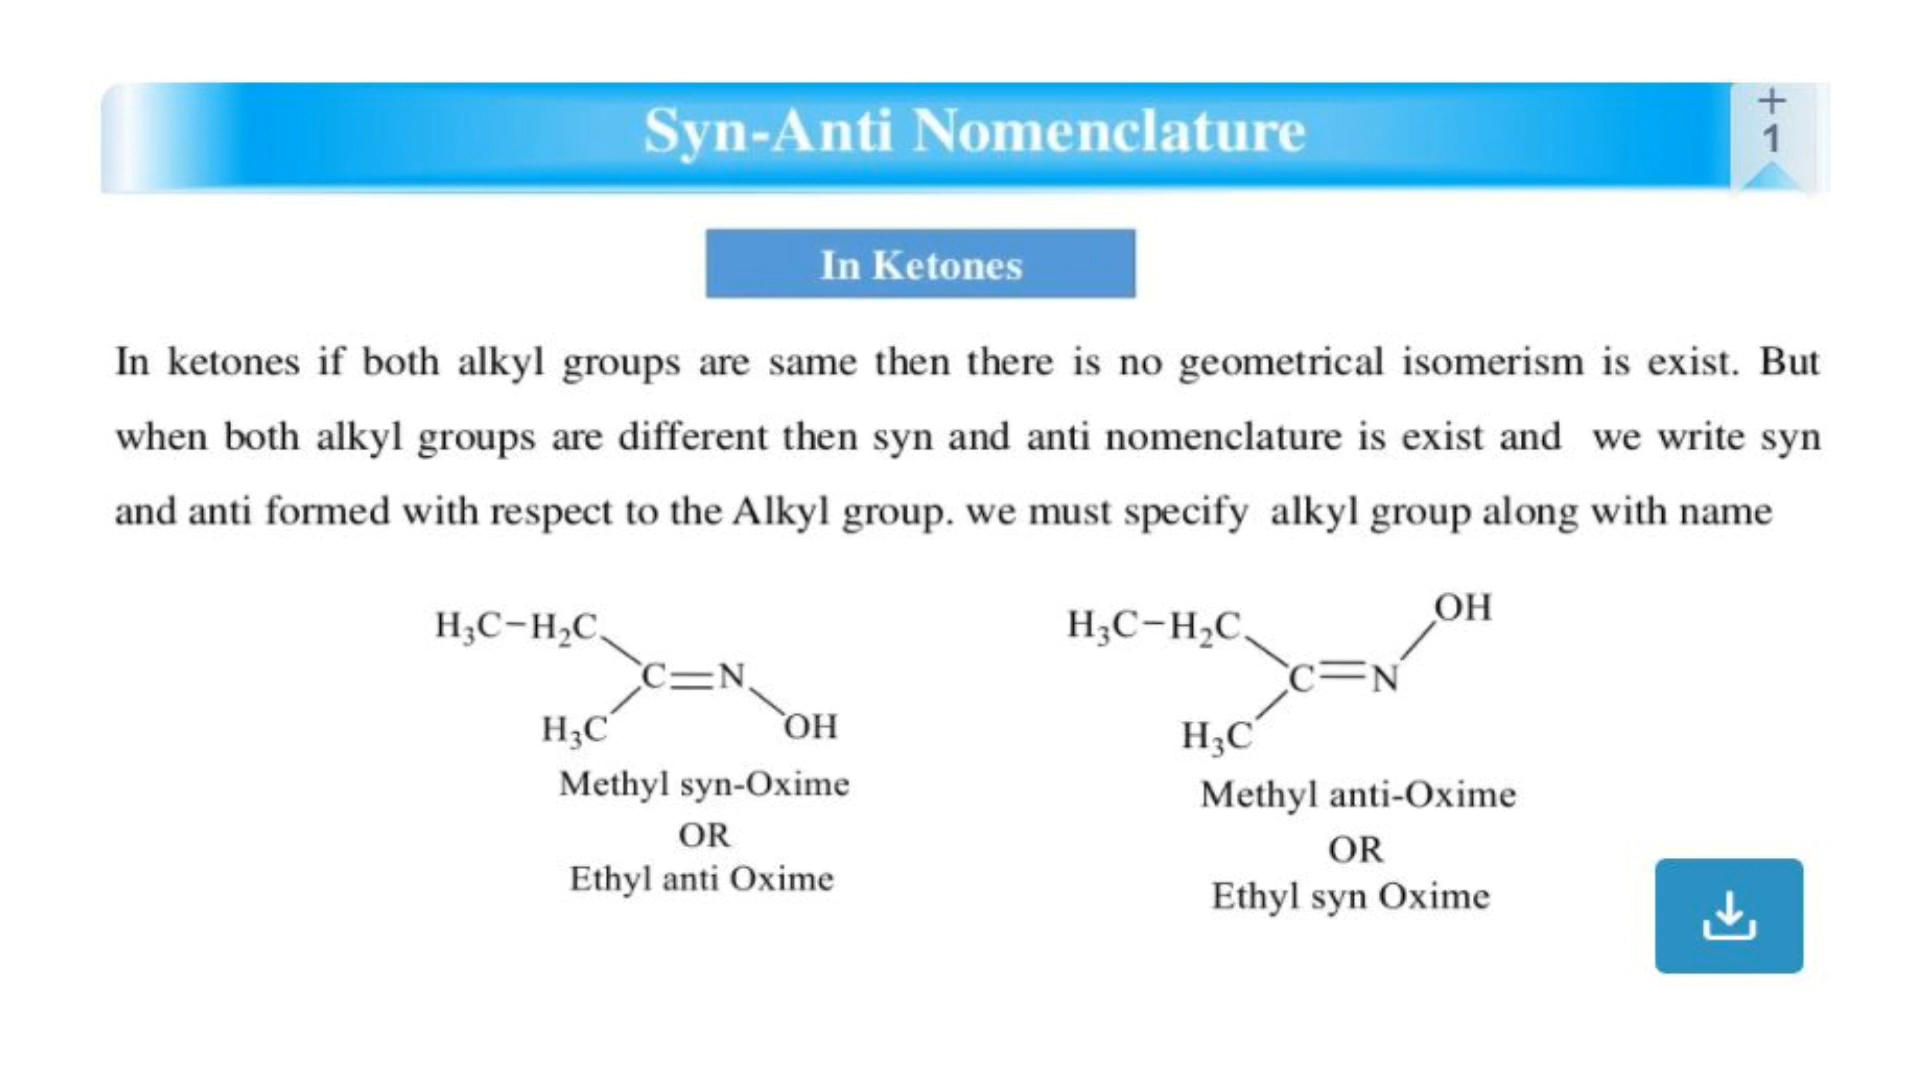 Syn-Anti Nomenclature
+
1
In Ketones
In ketones if both alkyl groups are same then there is no geometrical isomerism is exist. But
when both alkyl groups are different then syn and anti nomenclature is exist and we write syn
and anti formed with respect to the Alkyl group. we must specify alkyl group along with name
H₃C-H₂C
C=N
H₃C
OH
Methyl syn-Oxime
OR
Ethyl anti Oxime
OH
H₃C-H₂C
C=N
H₃C
Methyl anti-Oxime
OR
Ethyl syn Oxime